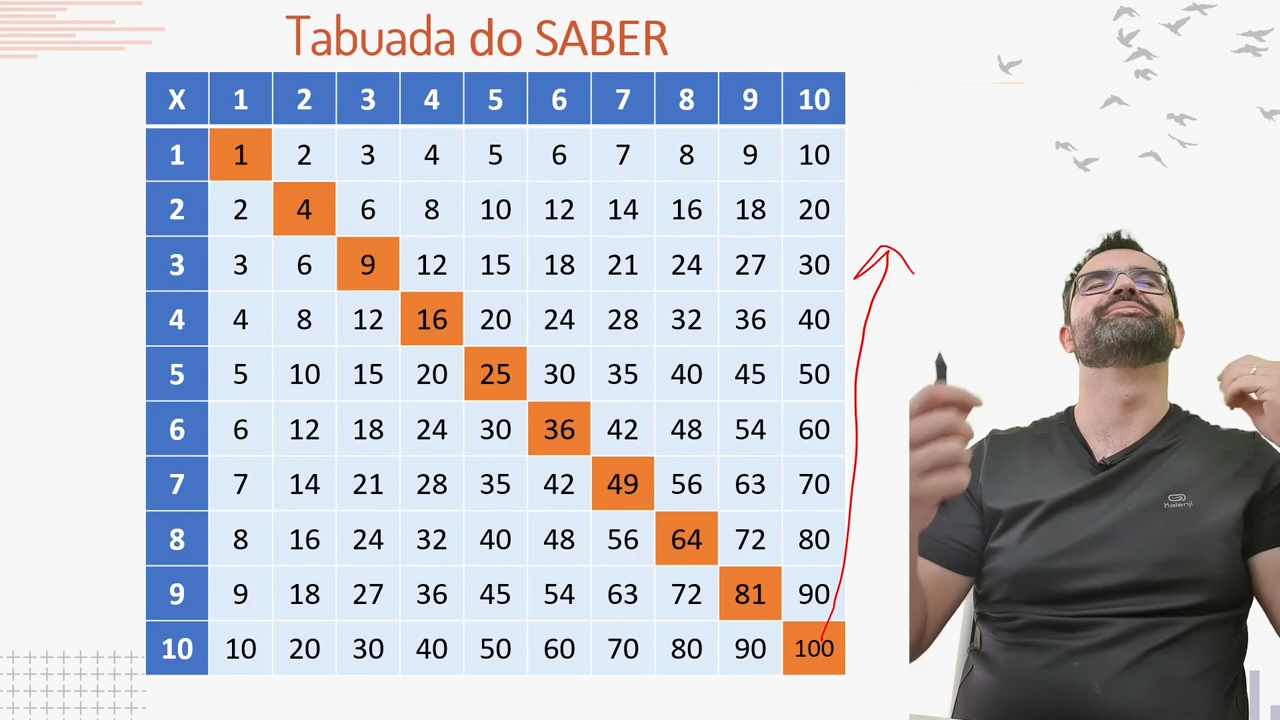 Tabuada do SABER
X 1 2 3 4 5 6 7 8 9 10
1 1 2 3 4 5 6 7 8 9 10
2 2 4 6 8 10 12 14 16 18 20
3 3 6 9 12 15 18 21 24 27 30
4 4 8 12 16 20 24 28 32 36 40
5 5 10 15 20 25 30 35 40 45 50
6 6 12 18 24 30 36 42 48 54 60
7 7 14 21 28 35 42 49 56 63 70
8 8 16 24 32 40 48 56 64 72 80
9 9 18 27 36 45 54 63 72 81 90
10 10 20 30 40 50 60 70 80 90 100
Kalenji